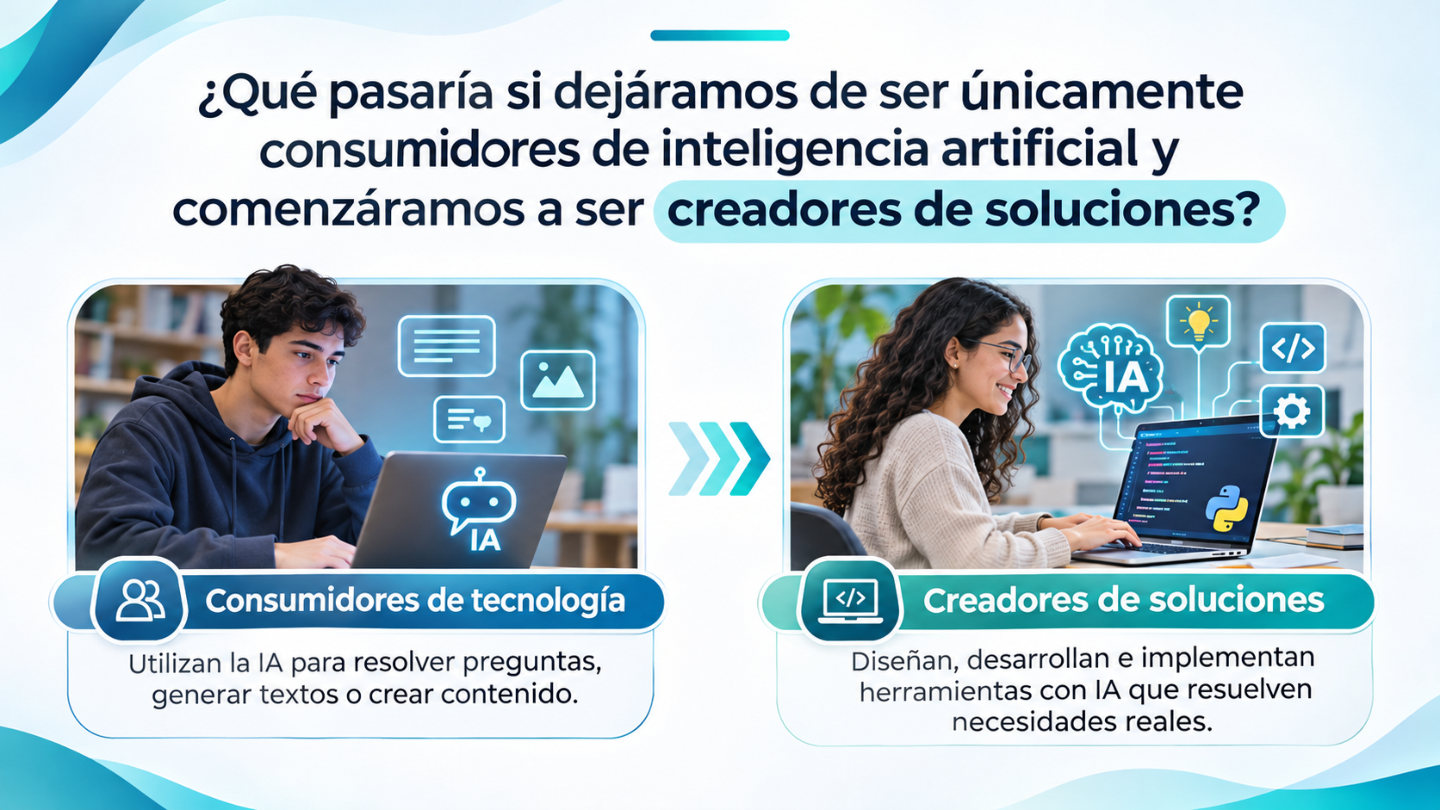 ¿Qué pasaría si dejáramos de ser únicamente
consumidores de inteligencia artificial y
comenzáramos a ser creadores de soluciones?
IA
IA
</>
Consumidores de tecnología
</>
Creadores de soluciones
Utilizan la IA para resolver preguntas,
generar textos o crear contenido.
Diseñan, desarrollan e implementan
herramientas con IA que resuelven
necesidades reales.